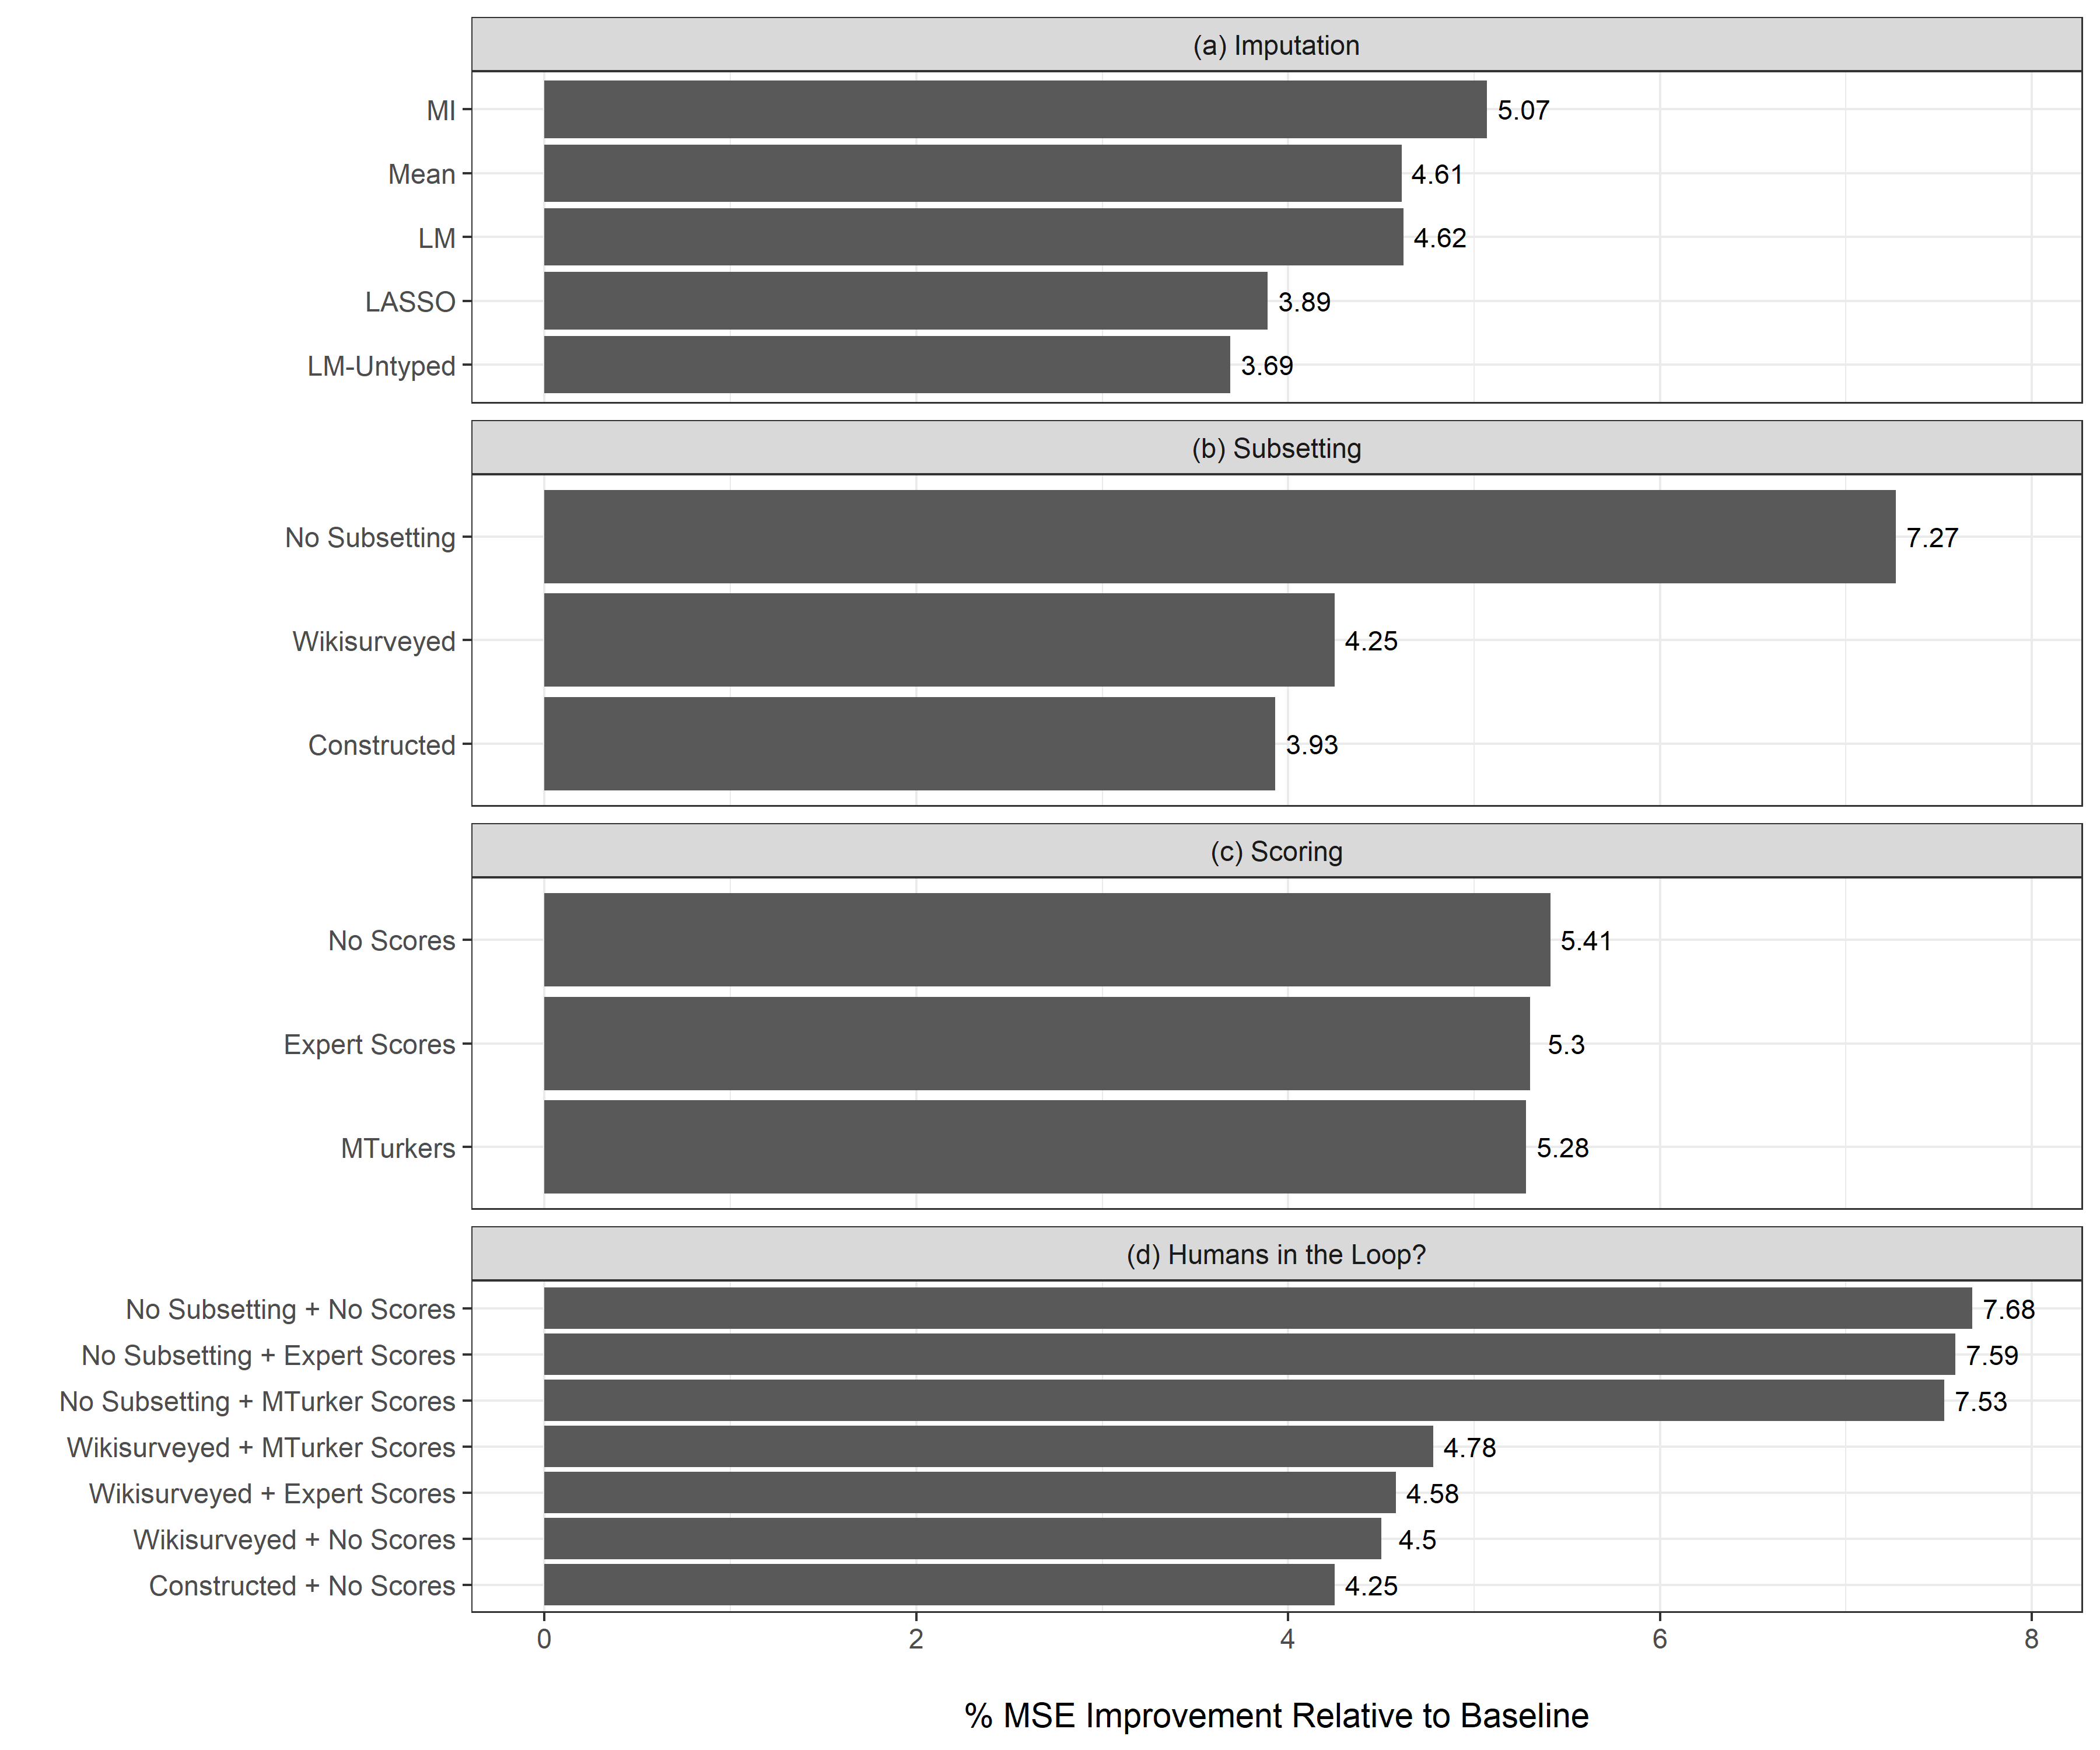 (a) Imputation
MI 5.07
Mean 4.61
LM 4.62
LASSO 3.89
LM-Untyped 3.69
(b) Subsetting
No Subsetting 7.27
Wikisurveyed 4.25
Constructed 3.93
(c) Scoring
No Scores 5.41
Expert Scores 5.3
MTurkers 5.28
(d) Humans in the Loop?
No Subsetting + No Scores 7.68
No Subsetting + Expert Scores 7.59
No Subsetting + MTurker Scores 7.53
Wikisurveyed + MTurker Scores 4.78
Wikisurveyed + Expert Scores 4.58
Wikisurveyed + No Scores 4.5
Constructed + No Scores 4.25
0 2 4 6 8
% MSE Improvement Relative to Baseline